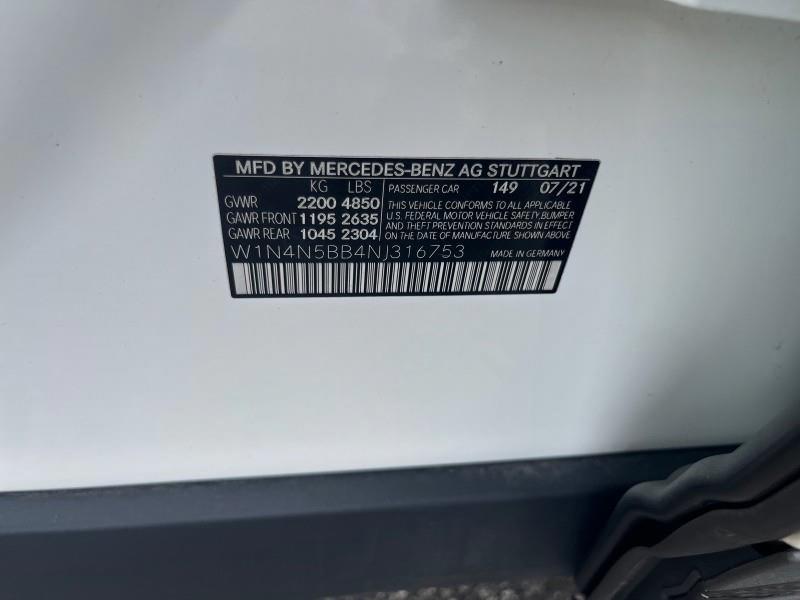 MFD BY MERCEDES-BENZ AG STUTTGART
KG LBS PASSENGER CAR 149 07/21
GVWR 2200 4850 THIS VEHICLE CONFORMS TO ALL APPLICABLE
GAWR FRONT 1195 2635 U.S. FEDERAL MOTOR VEHICLE SAFETY, BUMPER
GAWR REAR 1045 2304 AND THEFT PREVENTION STANDARDS IN EFFECT
ON THE DATE OF MANUFACTURE SHOWN ABOVE.
W1N4N5BB4NJ316753 MADE IN GERMANY